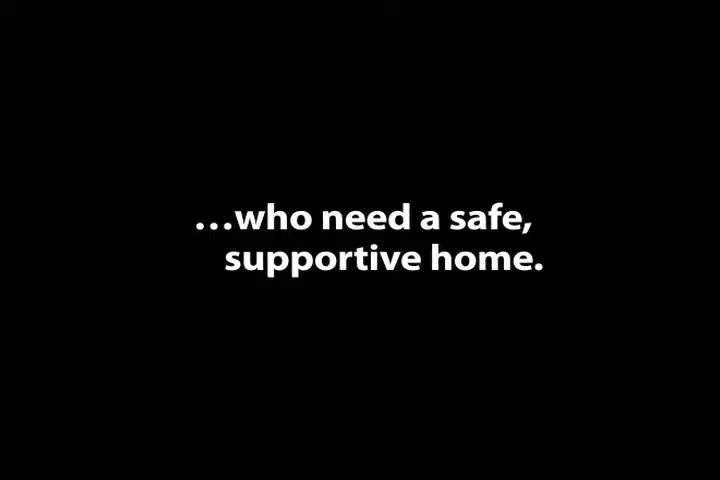 …who need a safe,
supportive home.